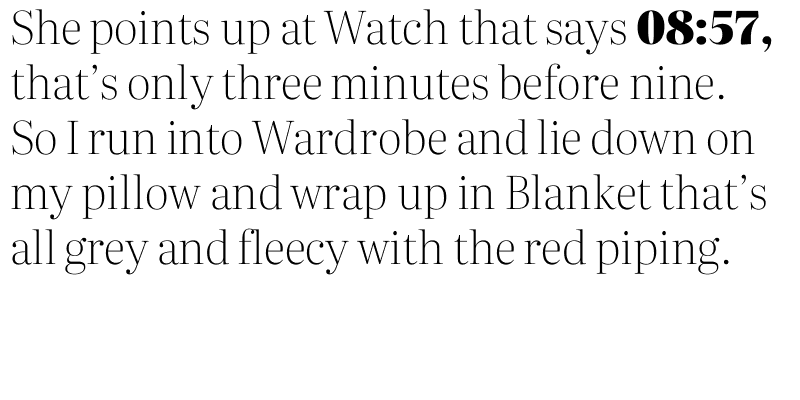 She points up at Watch that says 08:57,
that’s only three minutes before nine.
So I run into Wardrobe and lie down on
my pillow and wrap up in Blanket that’s
all grey and fleecy with the red piping.